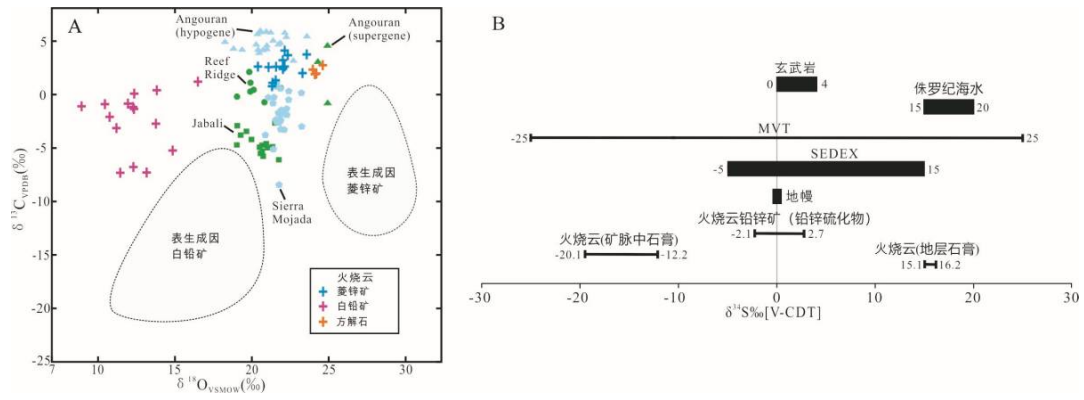 A
Angouran
(hypogene)
Angouran
(supergene)
Reef
Ridge
Jabali
Sierra
Mojada
表生成因
菱锌矿
表生成因
白铅矿
火烧云
菱锌矿
白铅矿
方解石
5
0
-5
-10
-15
-20
-25
7
10
15
20
25
30
δ ¹³C VPDB (‰)
δ ¹⁸O VSMOW(‰)
B
玄武岩
0 4
侏罗纪海水
15 20
MVT
-25 25
SEDEX
-5 15
地幔
火烧云铅锌矿（铅锌硫化物）
-2.1 2.7
火烧云(矿脉中石膏)
-20.1 -12.2
火烧云(地层石膏)
15.1 16.2
-30 -20 -10 0 10 20 30
δ³⁴S‰[V-CDT]